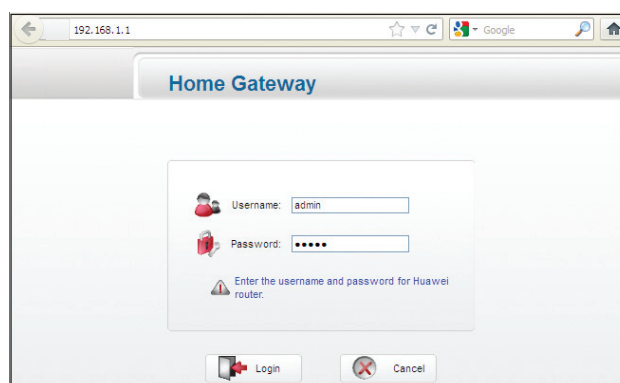 192.168.1.1
Google
Home Gateway
Username: admin
Password: •••••
Enter the username and password for Huawei
router.
Login
Cancel